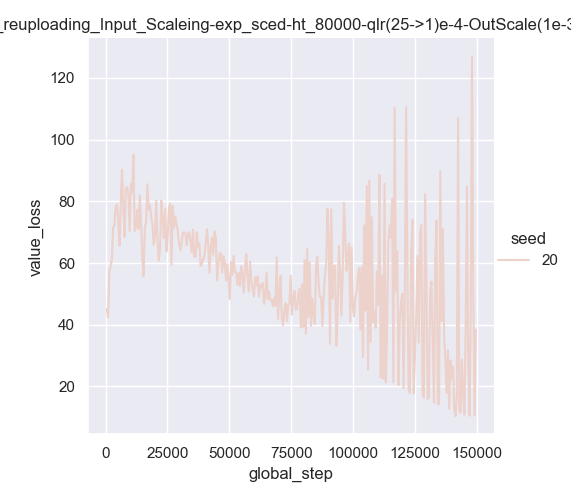 _reuploading_Input_Scaleing-exp_sced-ht_80000-qlr(25->1)e-4-OutScale(1e-3
120
100
80
60
40
20
value_loss
0 25000 50000 75000 100000 125000 150000
global_step
seed
20